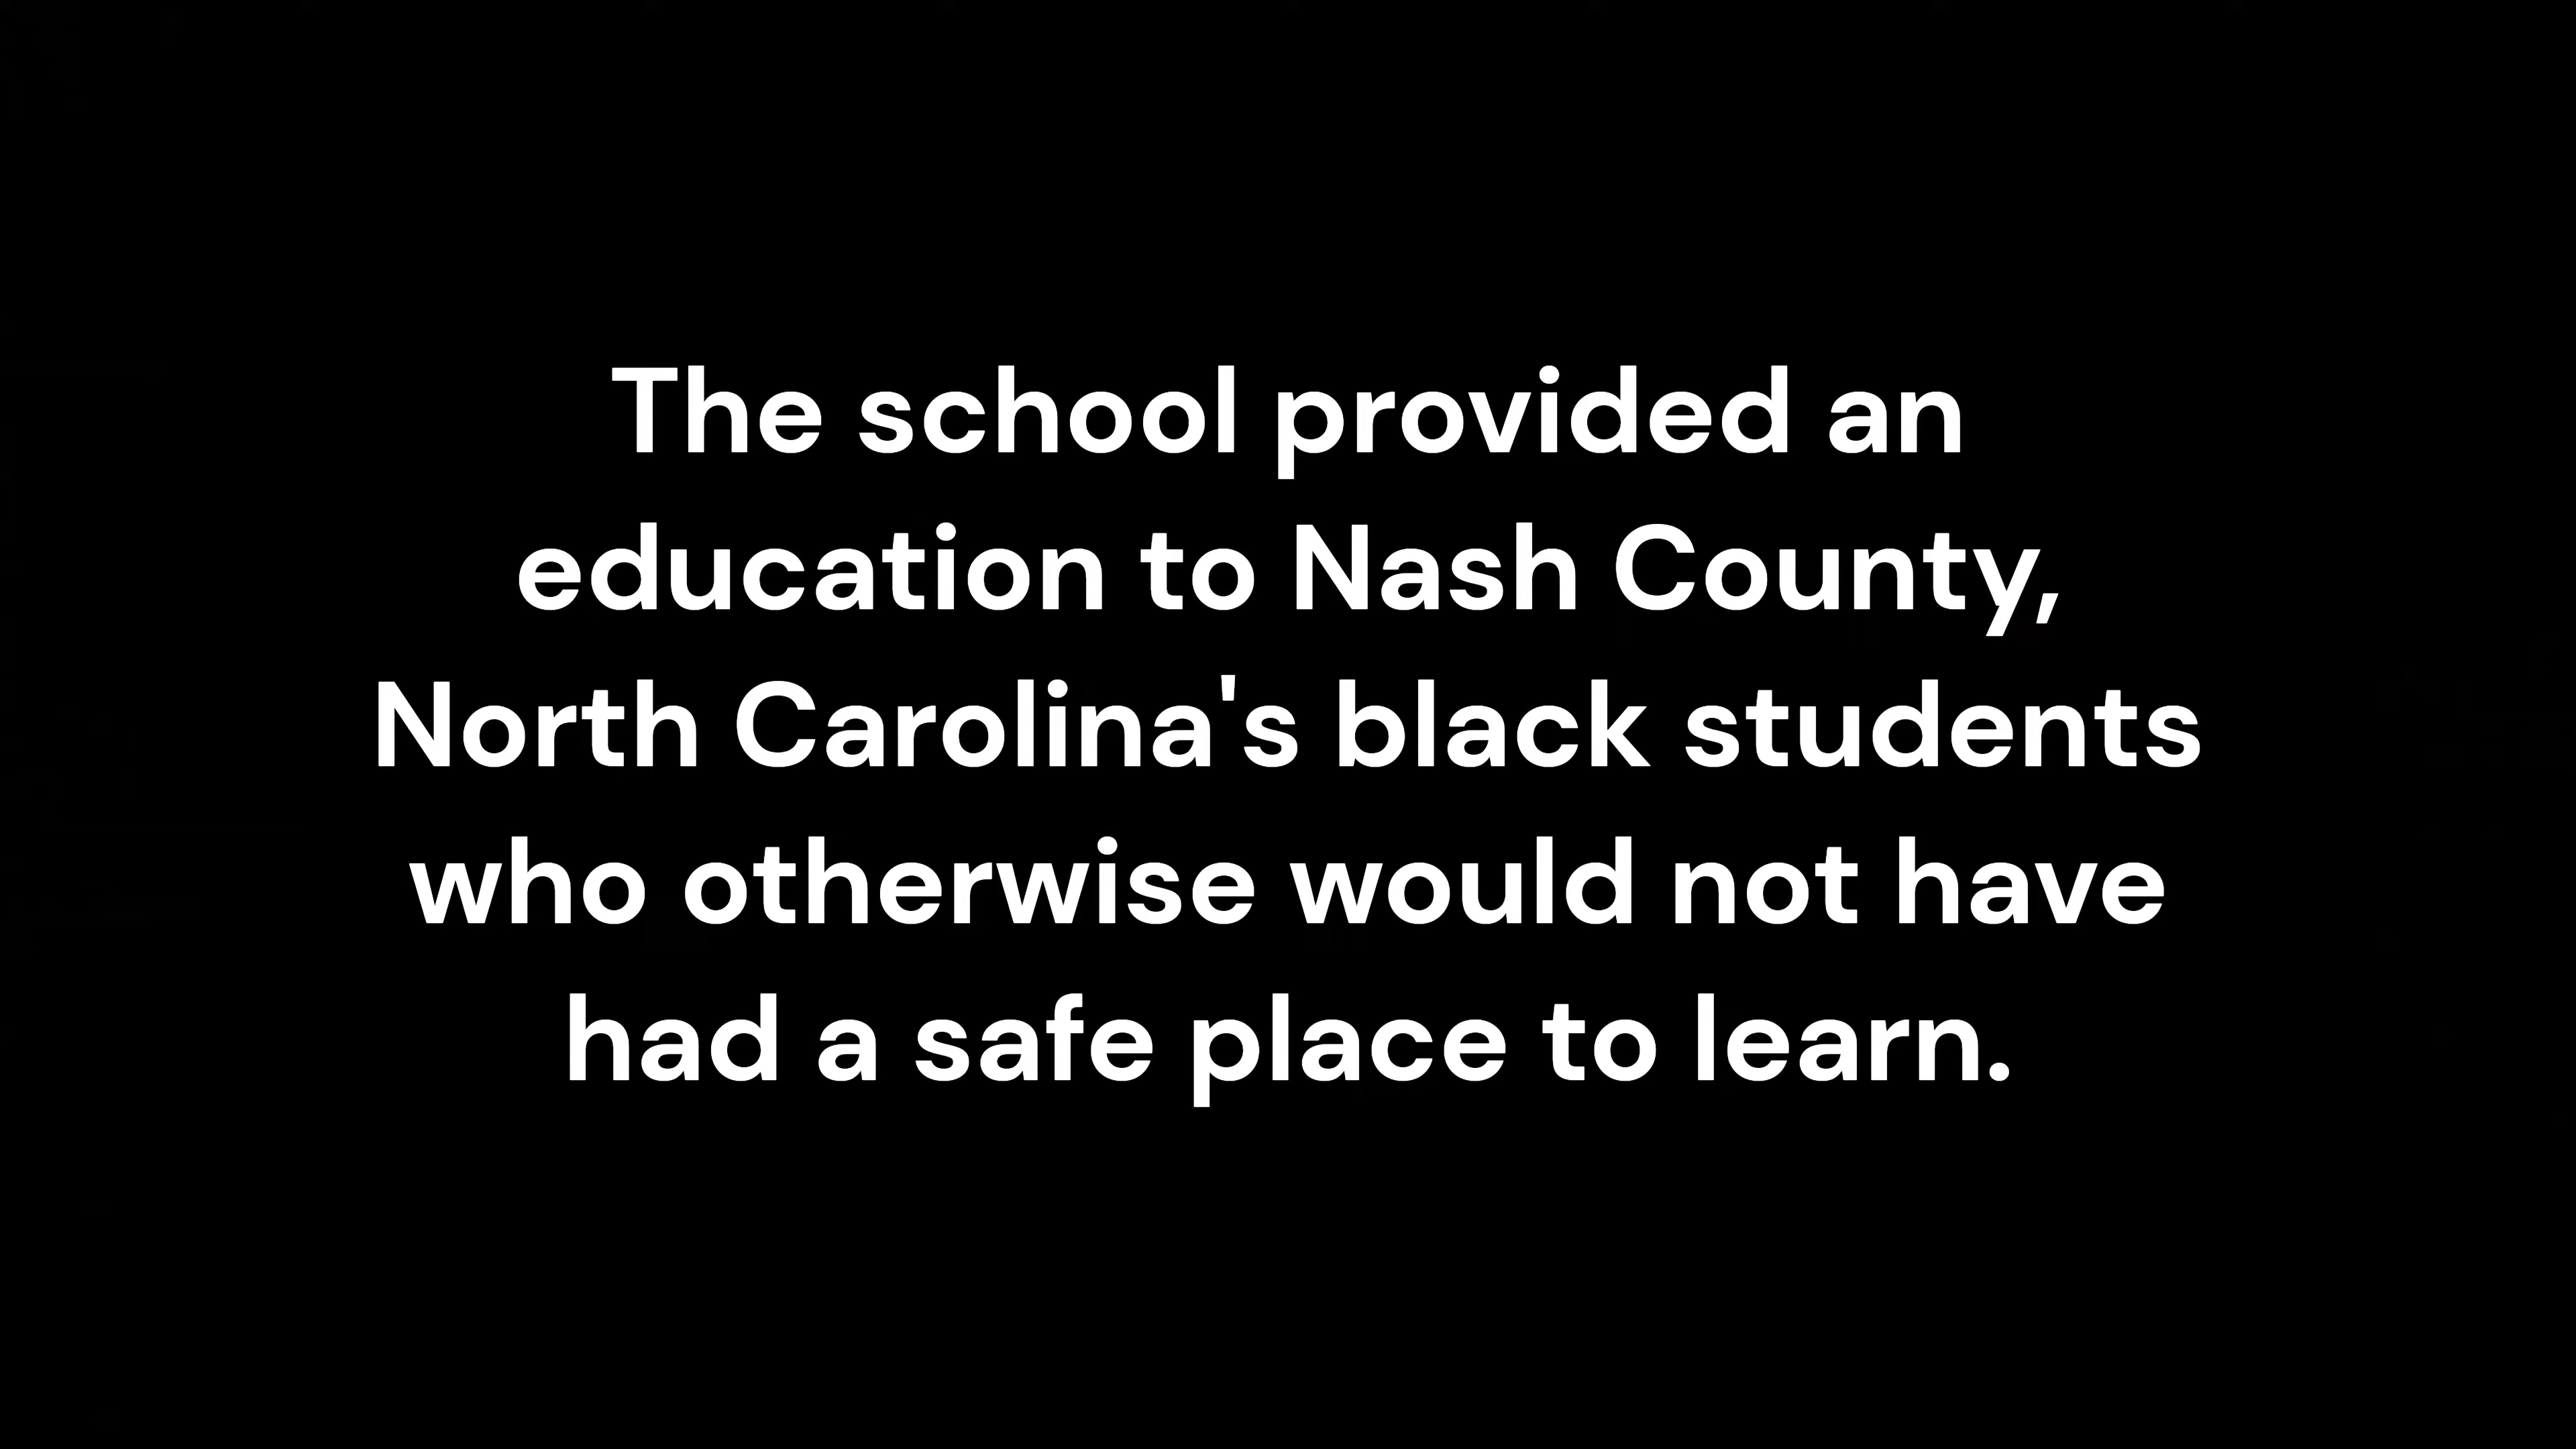 The school provided an
education to Nash County,
North Carolina's black students
who otherwise would not have
had a safe place to learn.